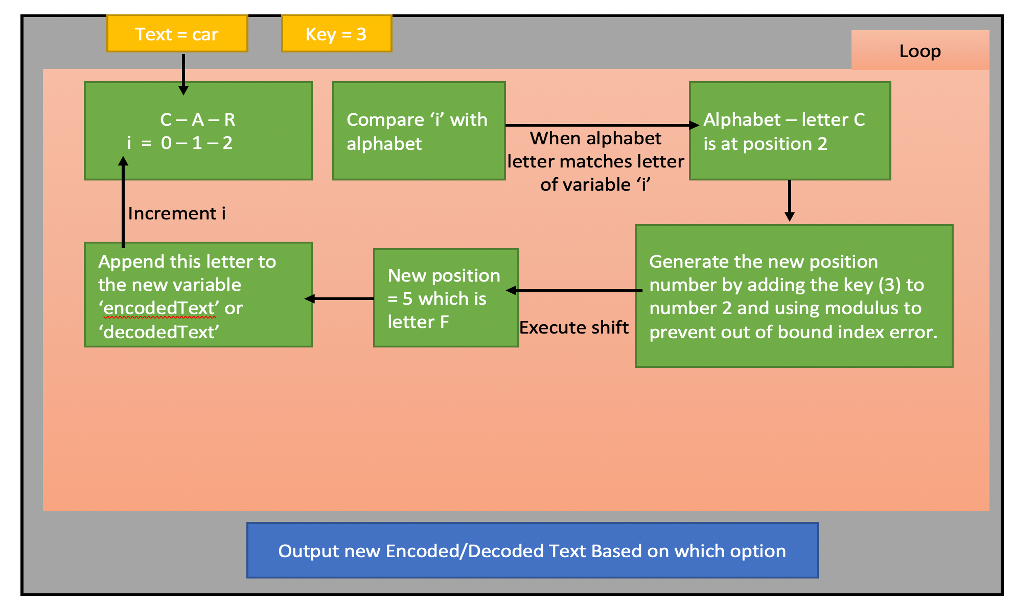 Text = car
Key = 3
Loop
C – A – R
i = 0 – 1 – 2
Compare ‘i’ with
alphabet
When alphabet
letter matches letter
of variable ‘i’
Alphabet – letter C
is at position 2
Increment i
Generate the new position
number by adding the key (3) to
number 2 and using modulus to
prevent out of bound index error.
Execute shift
New position
= 5 which is
letter F
Append this letter to
the new variable
‘encodedText’ or
‘decodedText’
Output new Encoded/Decoded Text Based on which option